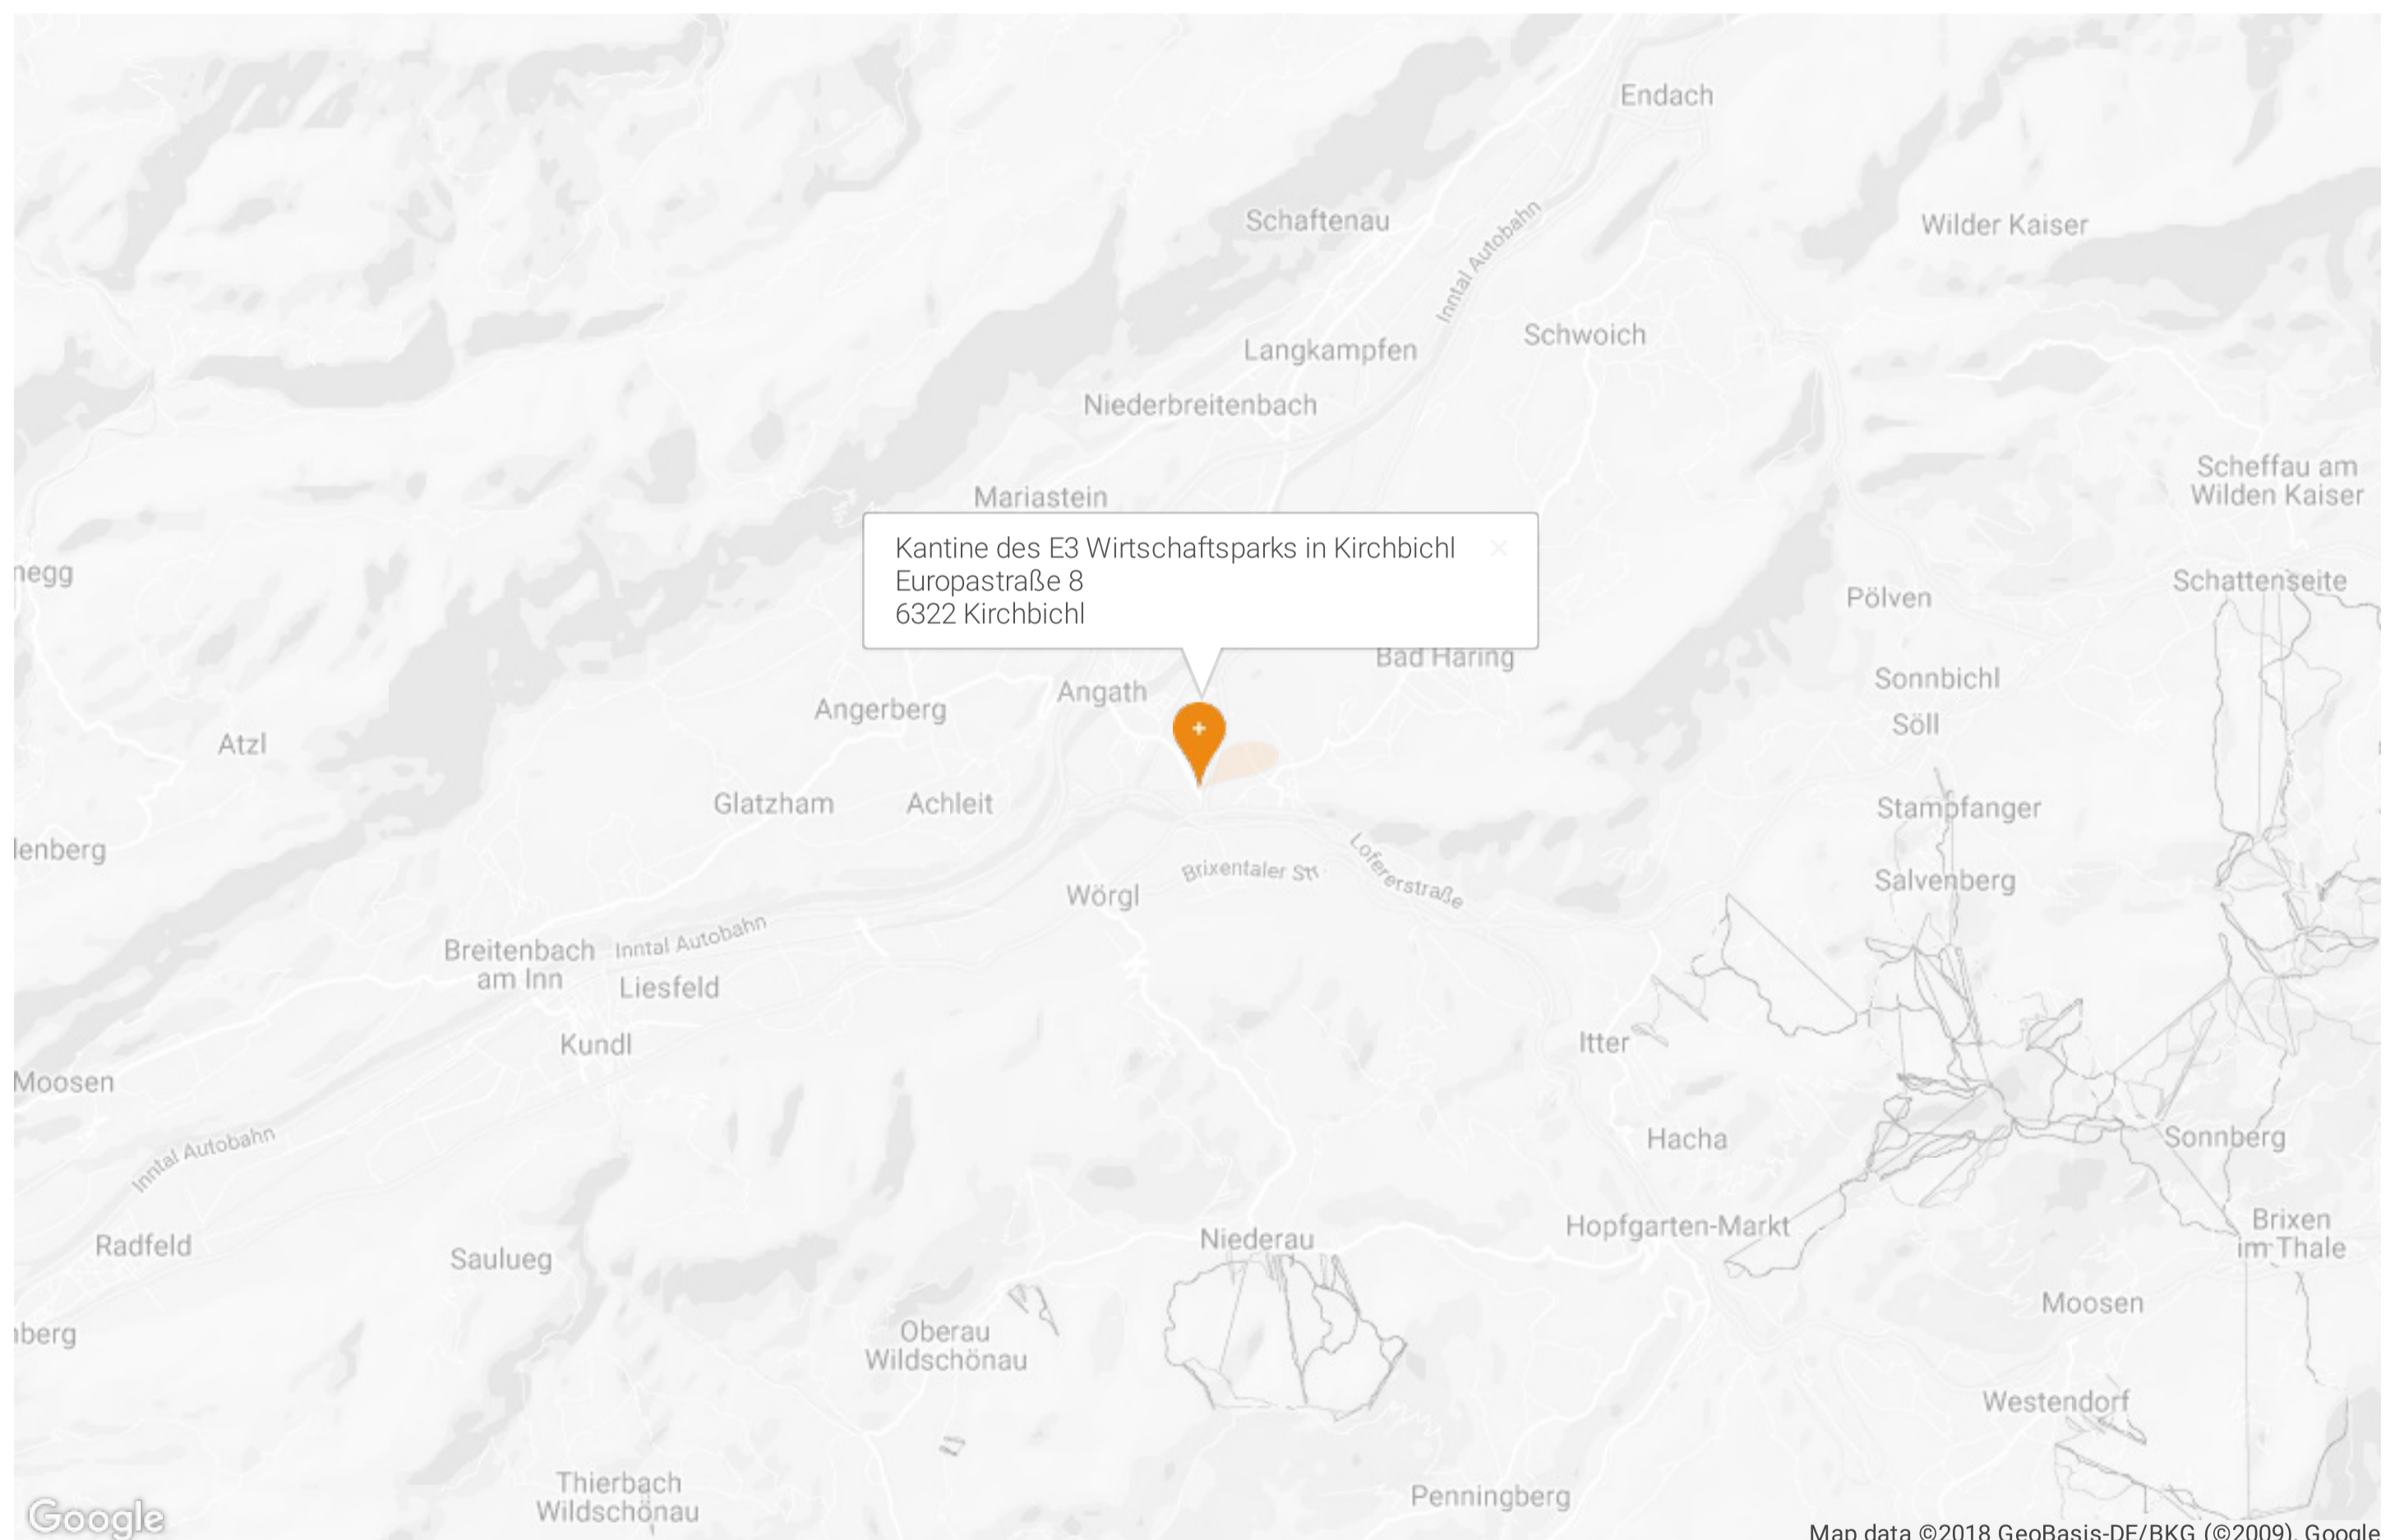 Endach
Schaftenau
Inntal Autobahn
Wilder Kaiser
Langkampfen
Schwoich
Niederbreitenbach
Scheffau am
Wilden Kaiser
Mariastein
Kantine des E3 Wirtschaftsparks in Kirchbichl
Europastraße 8
6322 Kirchbichl
negg
Schattenseite
Pölven
Bad Häring
Sonnbichl
Angath
Angerberg
Söll
Atzl
Glatzham
Achleit
Stampfanger
lenberg
Brixentaler Str
Lofererstraße
Salvenberg
Wörgl
Breitenbach
am Inn
Inntal Autobahn
Liesfeld
Kundl
Itter
Moosen
Inntal Autobahn
Hacha
Sonnberg
Radfeld
Saulueg
Niederau
Hopfgarten-Markt
Brixen
im Thale
Moosen
berg
Oberau
Wildschönau
Westendorf
Thierbach
Wildschönau
Penningberg
Google
Map data ©2018 GeoBasis-DE/BKG (©2009), Google